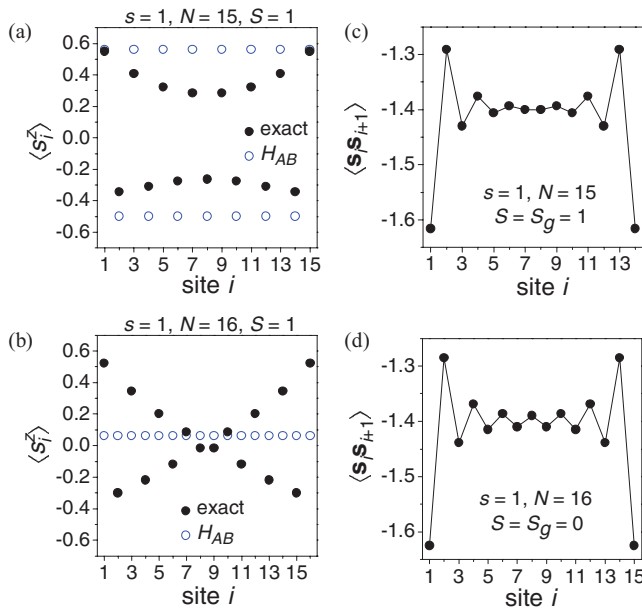 (a)
s = 1, N = 15, S = 1
0.6
0.4
0.2
0.0
-0.2
-0.4
-0.6
⟨s_i^z⟩
exact
H_AB
1 3 5 7 9 11 13 15
site i
(c)
-1.3
-1.4
-1.5
-1.6
⟨s_i s_{i+1}⟩
s = 1, N = 15
S = S_g = 1
1 3 5 7 9 11 13
site i
(b)
s = 1, N = 16, S = 1
0.6
0.4
0.2
0.0
-0.2
-0.4
-0.6
⟨s_i^z⟩
exact
H_AB
1 3 5 7 9 11 13 15
site i
(d)
-1.3
-1.4
-1.5
-1.6
⟨s_i s_{i+1}⟩
s = 1, N = 16
S = S_g = 0
1 3 5 7 9 11 13 15
site i